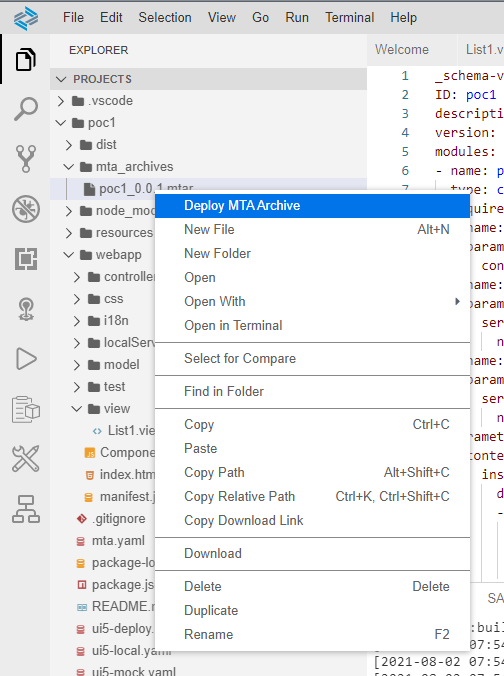 File Edit Selection View Go Run Terminal Help
EXPLORER
PROJECTS
.vscode
poc1
dist
mta_archives
poc1_0.0.1.mtar
node_mod
resources
webapp
controller
css
i18n
localServ
model
test
view
List1.vie
Compone
index.htm
manifest.j
.gitignore
mta.yaml
package-lo
package.js
README.m
ui5-deploy.
ui5-local.yaml
ui5-mock.yaml
Deploy MTA Archive
New File Alt+N
New Folder
Open
Open With
Open in Terminal
Select for Compare
Find in Folder
Copy Ctrl+C
Paste
Copy Path Alt+Shift+C
Copy Relative Path Ctrl+K, Ctrl+Shift+C
Copy Download Link
Download
Delete Delete
Duplicate
Rename F2
Welcome List1.v
1 _schema-v
2 ID: poc1
3 descripti
4 version:
5 modules:
6 - name: p
7 type: c
equire
name:
param
con
name:
param
ser
n
name:
param
ser
n
ramet
conte
ins
d
-
SA
:buil
07:54
[2021-08-02 07:54